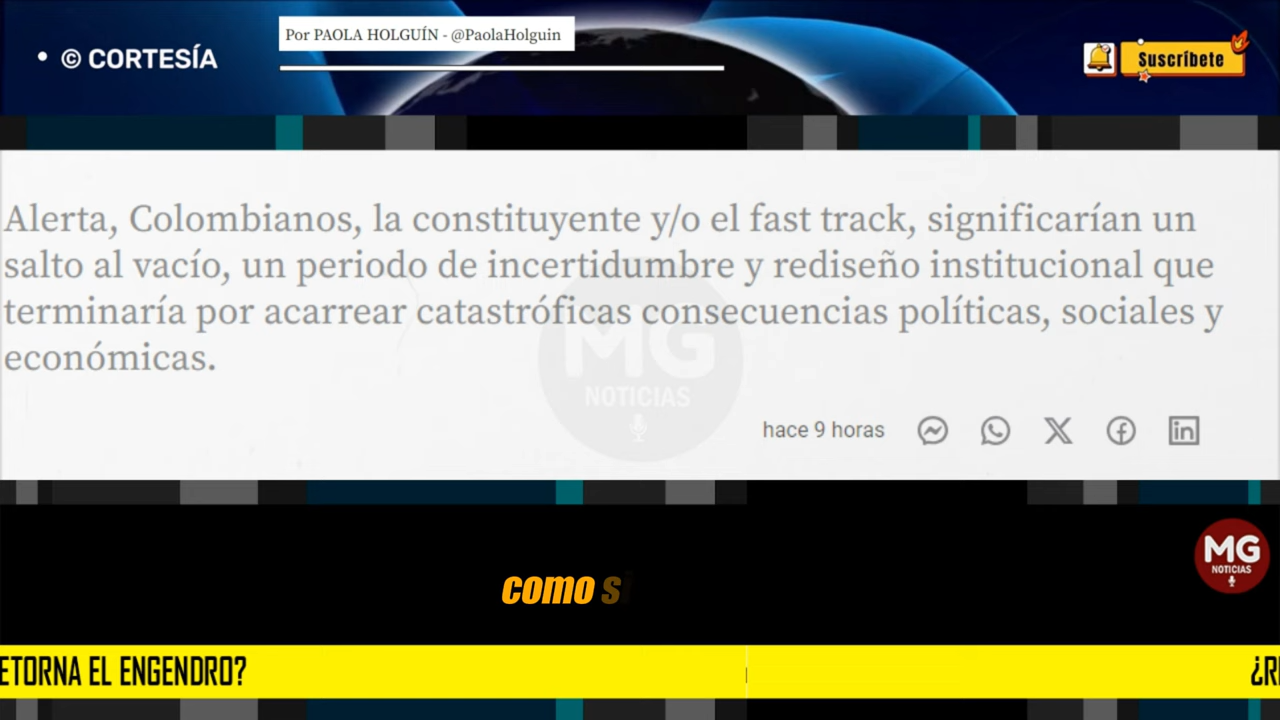 Por PAOLA HOLGUÍN - @PaolaHolguin
• © CORTESÍA
Suscríbete
Alerta, Colombianos, la constituyente y/o el fast track, significarían un
salto al vacío, un periodo de incertidumbre y rediseño institucional que
terminaría por acarrear catastróficas consecuencias políticas, sociales y
económicas.
MG
NOTICIAS
hace 9 horas
MG
NOTICIAS
como s
ETORNA EL ENGENDRO?
¿R